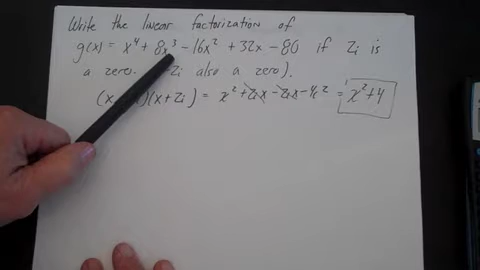 Write the linear factorization of
g(x) = x⁴ + 8x³ - 16x² + 32x - 80 if 2i is
a zero. 2i also a zero).
(x )(x+2i) = x² + 2ix - 2ix - 4i² = x² + 4